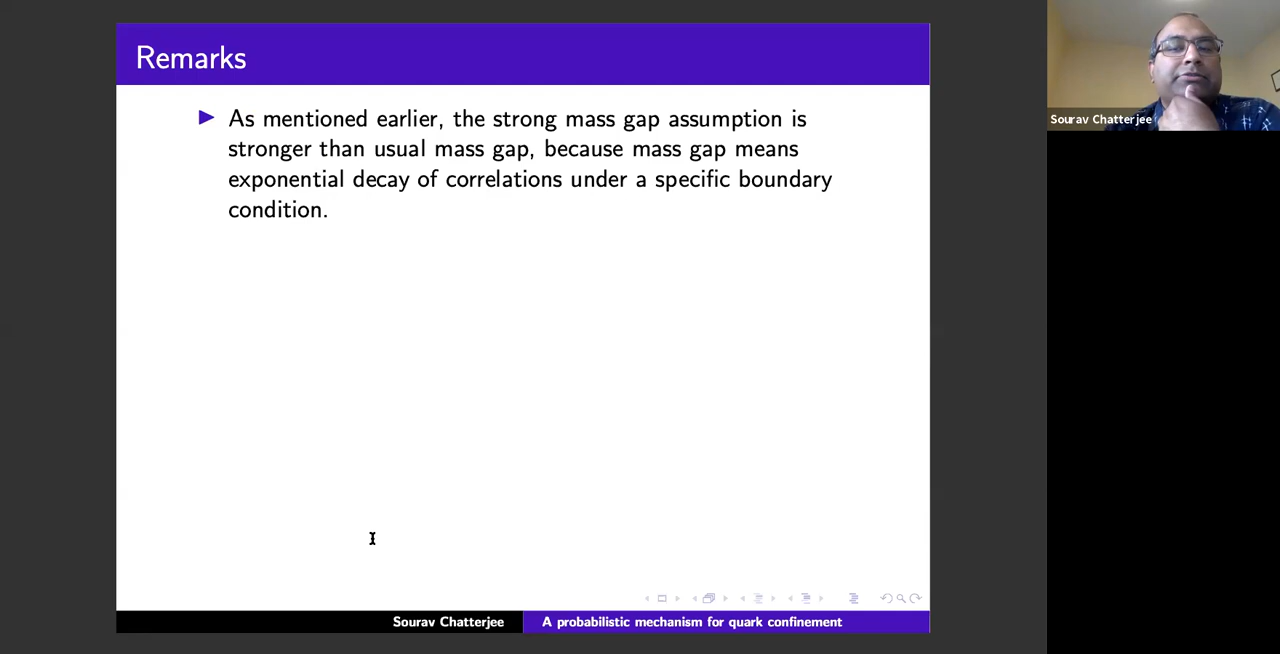 Remarks
As mentioned earlier, the strong mass gap assumption is
stronger than usual mass gap, because mass gap means
exponential decay of correlations under a specific boundary
condition.
Sourav Chatterjee
A probabilistic mechanism for quark confinement
Sourav Chatterjee